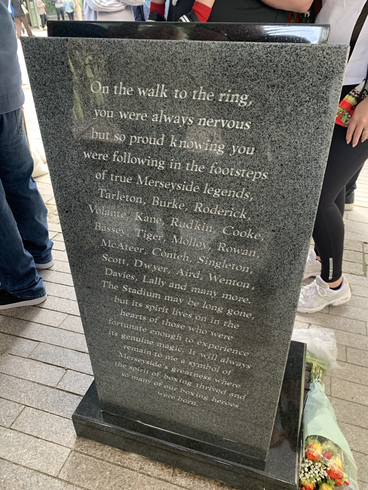 On the walk to the ring,
you were always nervous
but so proud knowing you
were following in the footsteps
of true Merseyside legends,
Tarleton, Burke, Roderick,
Volante, Kane, Rudkin, Cooke,
Bassey, Tiger, Molloy, Rowan,
McAteer, Conteh, Singleton,
Scott, Dwyer, Aird, Wenton,
Davies, Lally and many more.
The Stadium may be long gone,
but its spirit lives on in the
hearts of those who were
fortunate enough to experience
its genuine magic. It will always
remain to me a symbol of
Merseyside's greatness where
the spirit of boxing thrived and
so many of our boxing heroes
were born.